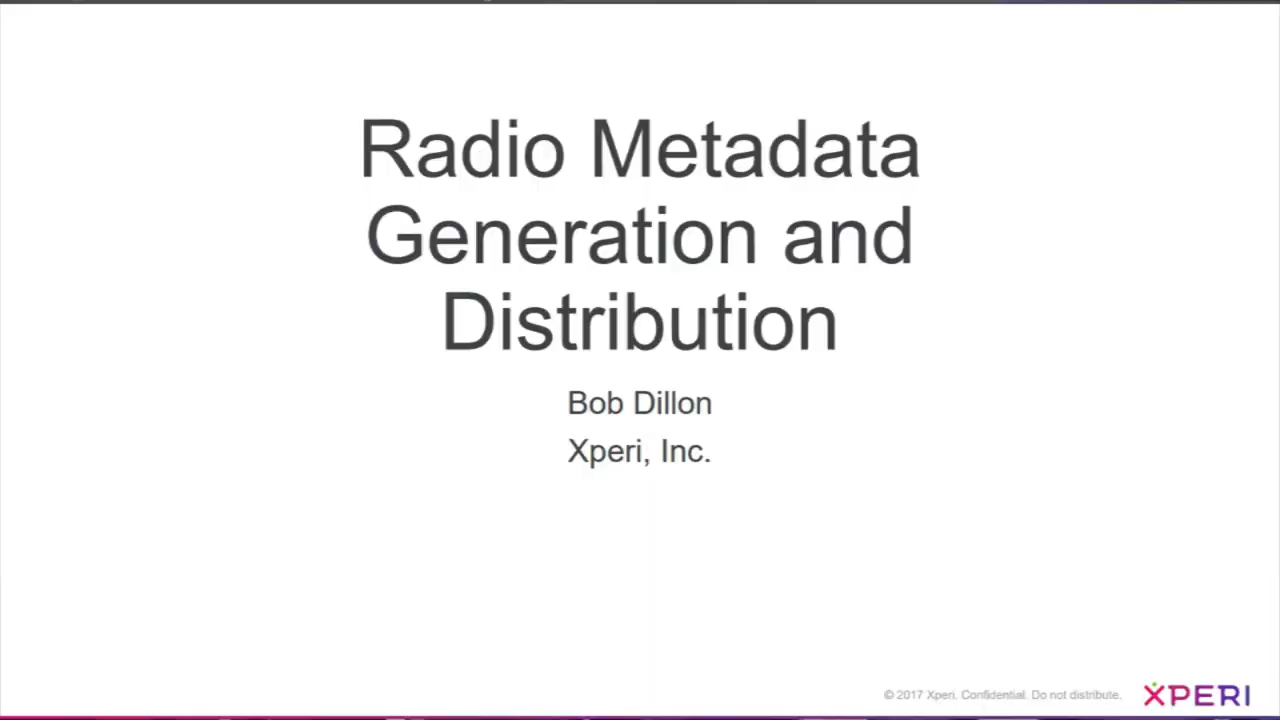 Radio Metadata
Generation and
Distribution
Bob Dillon
Xperi, Inc.
© 2017 Xperi. Confidential. Do not distribute.
XPERI